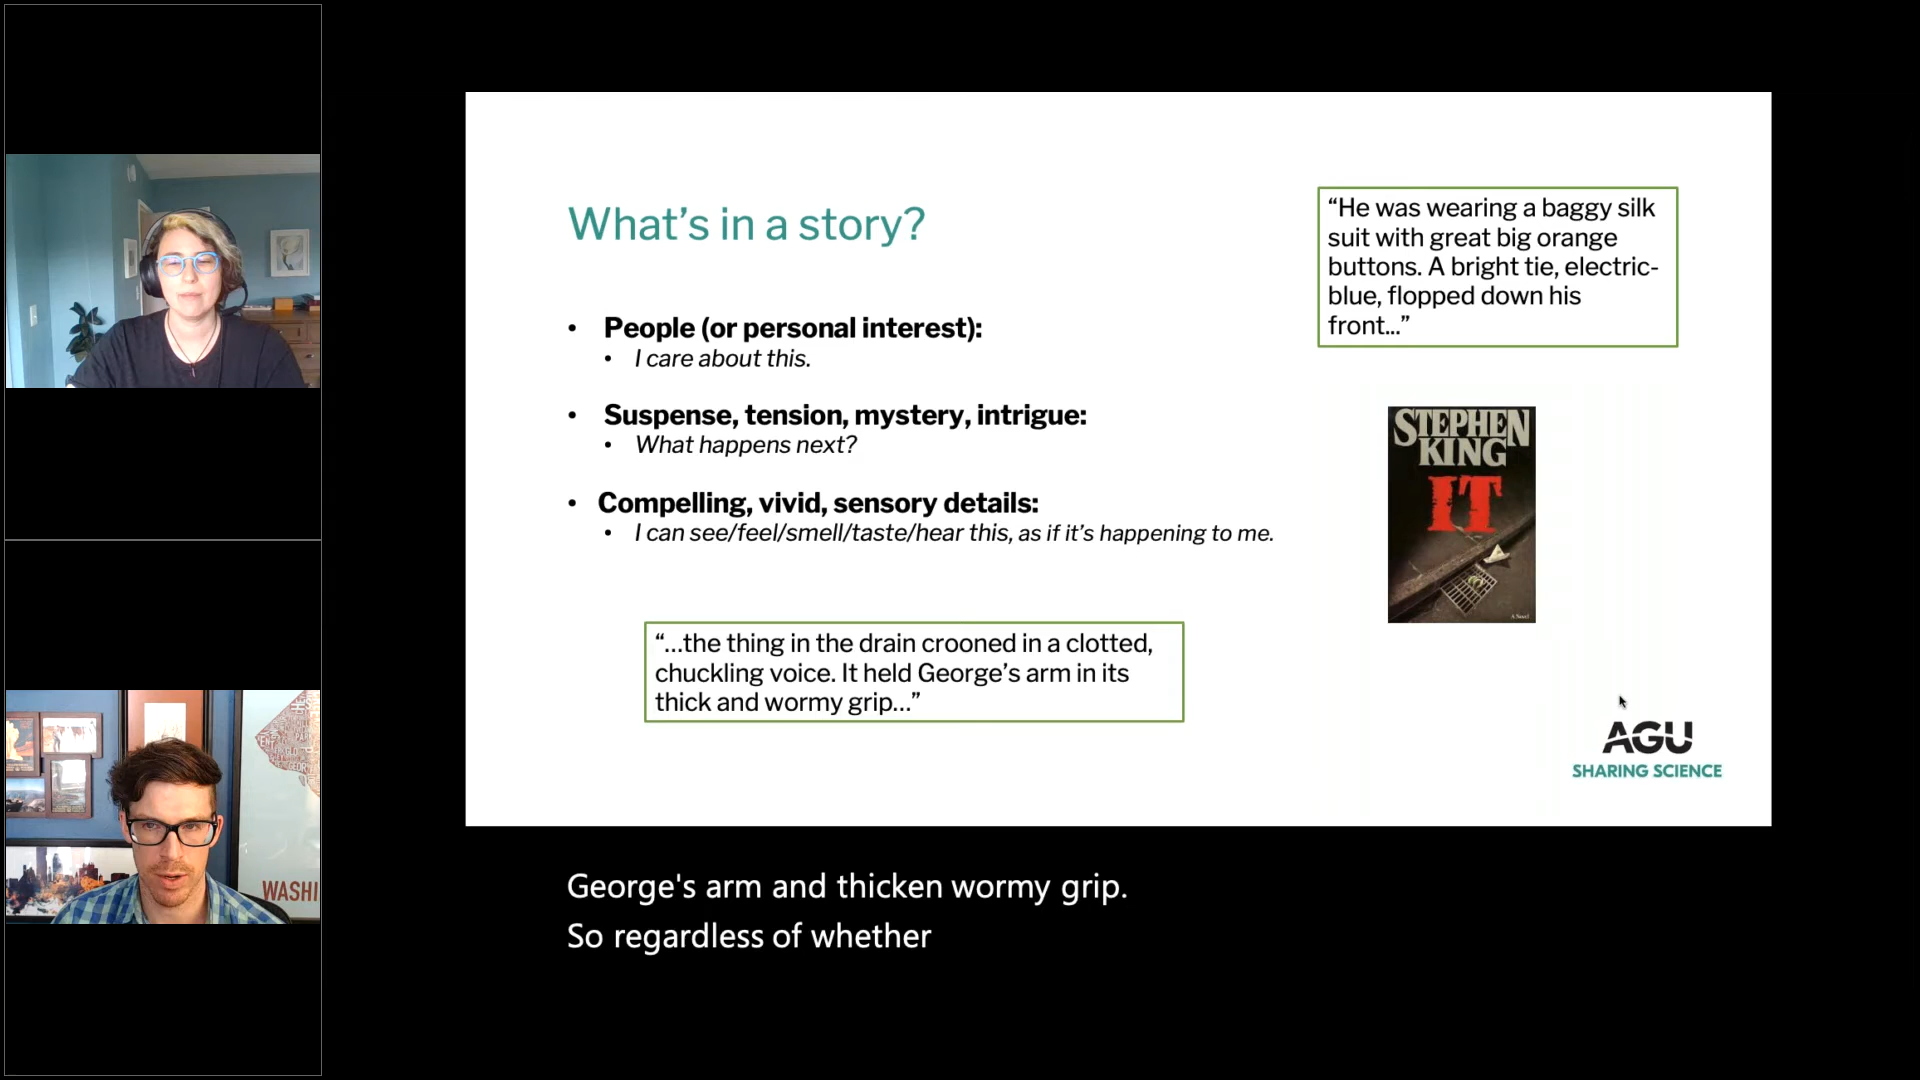 What's in a story?
• People (or personal interest):
• I care about this.
• Suspense, tension, mystery, intrigue:
• What happens next?
• Compelling, vivid, sensory details:
• I can see/feel/smell/taste/hear this, as if it's happening to me.
“He was wearing a baggy silk
suit with great big orange
buttons. A bright tie, electric-
blue, flopped down his
front...”
STEPHEN
KING
IT
A Novel
“...the thing in the drain crooned in a clotted,
chuckling voice. It held George's arm in its
thick and wormy grip...”
AGU
SHARING SCIENCE
WASHI
George's arm and thicken wormy grip.
So regardless of whether